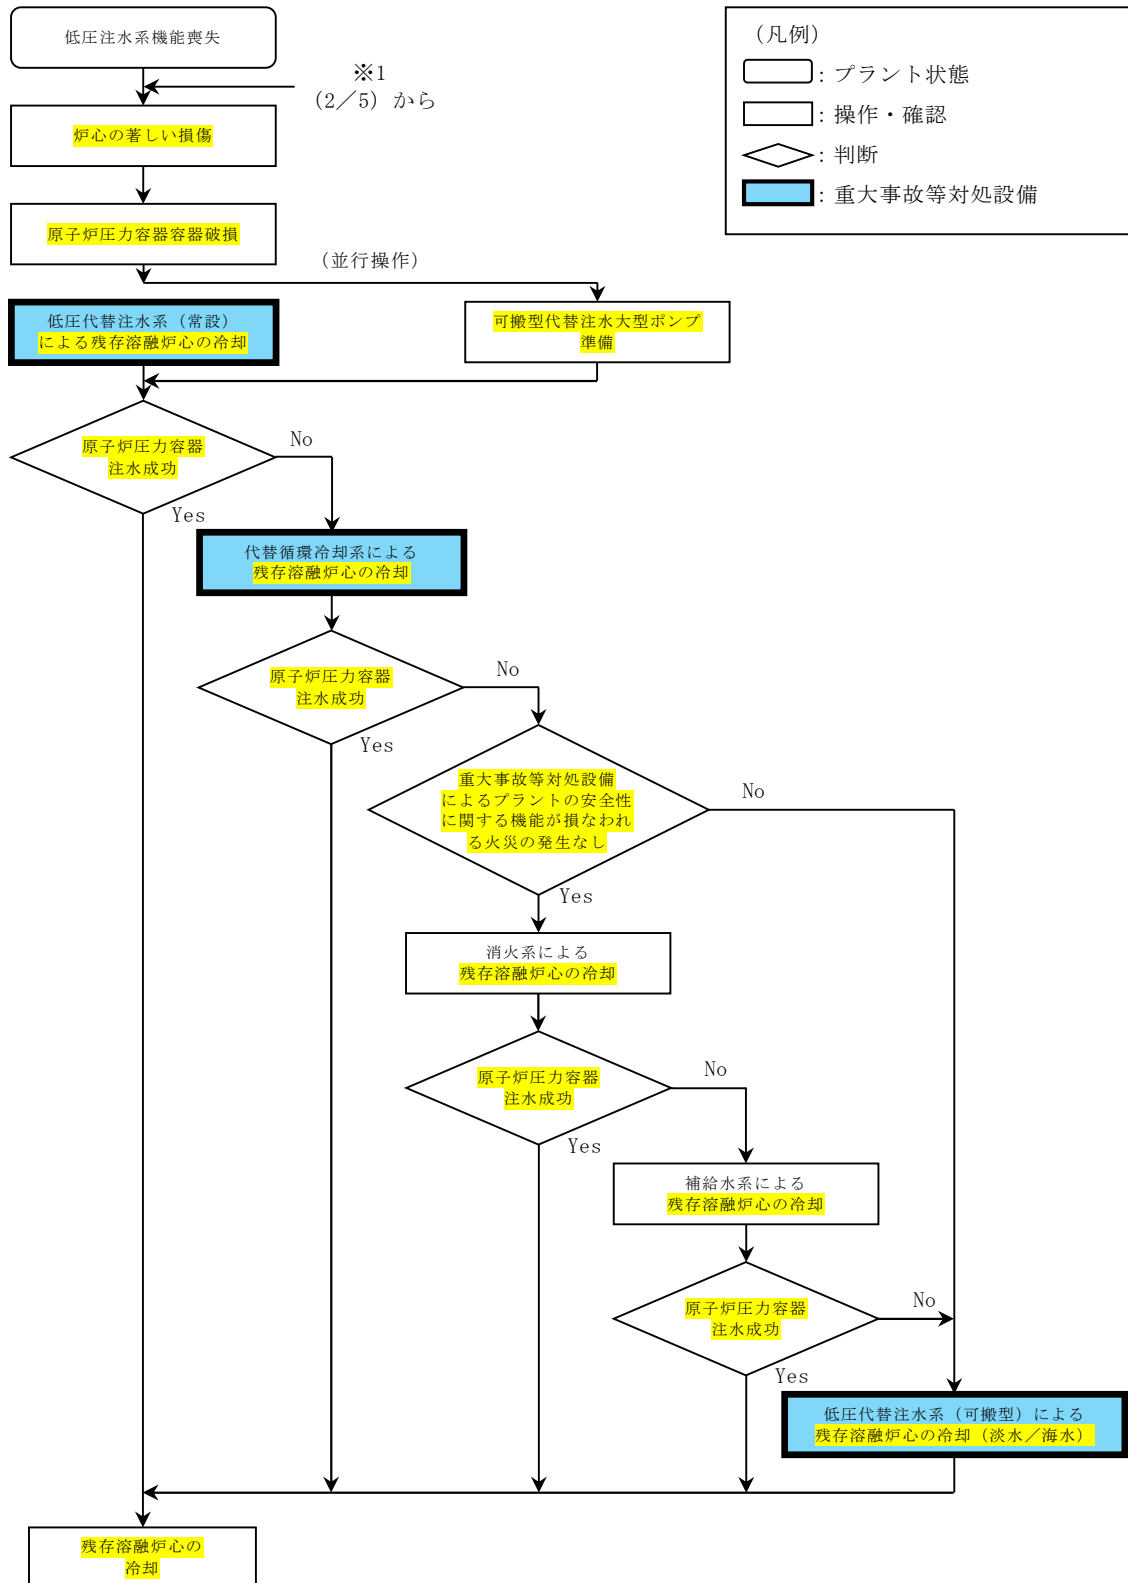 低圧注水系機能喪失
※1
(2/5) から
炉心の著しい損傷
原子炉圧力容器容器破損
(並行操作)
低圧代替注水系（常設）
による残存溶融炉心の冷却
可搬型代替注水大型ポンプ
準備
原子炉圧力容器
注水成功
No
Yes
代替循環冷却系による
残存溶融炉心の冷却
原子炉圧力容器
注水成功
No
Yes
重大事故等対処設備
によるプラントの安全性
に関する機能が損なわれ
る火災の発生なし
No
Yes
消火系による
残存溶融炉心の冷却
原子炉圧力容器
注水成功
No
Yes
補給水系による
残存溶融炉心の冷却
原子炉圧力容器
注水成功
No
Yes
低圧代替注水系（可搬型）による
残存溶融炉心の冷却（淡水／海水）
残存溶融炉心の
冷却
(凡例)
：プラント状態
：操作・確認
：判断
：重大事故等対処設備